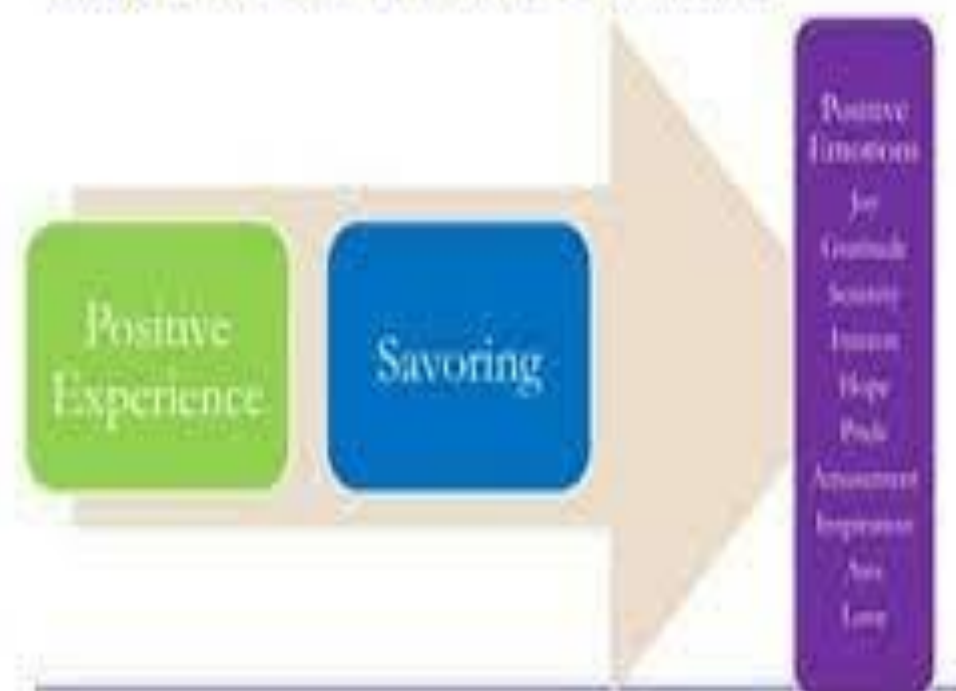 Positive
Experience
Savoring
Positive
Emotions
Joy
Gratitude
Serenity
Interest
Hope
Pride
Amusement
Inspiration
Awe
Love